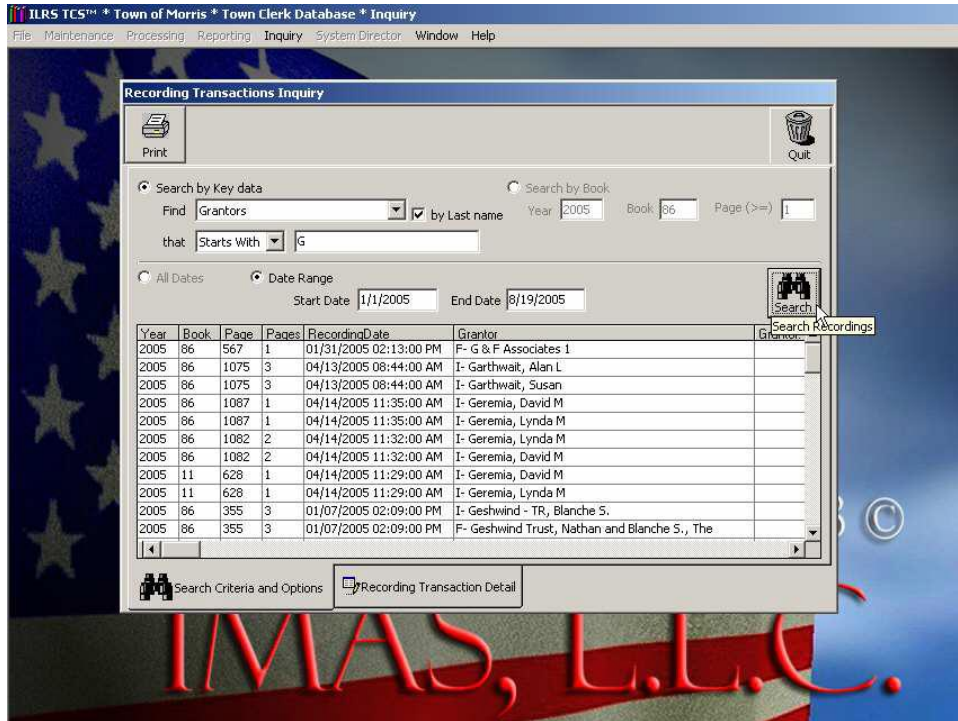 ILRS TCS™ * Town of Morris * Town Clerk Database * Inquiry
File Maintenance Processing Reporting Inquiry System Director Window Help
Recording Transactions Inquiry
Print
Quit
Search by Key data
Search by Book
Find Grantors by Last name Year 2005 Book 86 Page (>=) 1
that Starts With G
All Dates Date Range
Start Date 1/1/2005 End Date 8/19/2005
Search
Search Recordings
Year Book Page Pages RecordingDate Grantor
2005 86 567 1 01/31/2005 02:13:00 PM F- G & F Associates 1
2005 86 1075 3 04/13/2005 08:44:00 AM I- Garthwait, Alan L
2005 86 1075 3 04/13/2005 08:44:00 AM I- Garthwait, Susan
2005 86 1087 1 04/14/2005 11:35:00 AM I- Geremia, David M
2005 86 1087 1 04/14/2005 11:35:00 AM I- Geremia, Lynda M
2005 86 1082 2 04/14/2005 11:32:00 AM I- Geremia, Lynda M
2005 86 1082 2 04/14/2005 11:32:00 AM I- Geremia, David M
2005 11 628 1 04/14/2005 11:29:00 AM I- Geremia, David M
2005 11 628 1 04/14/2005 11:29:00 AM I- Geremia, Lynda M
2005 86 355 3 01/07/2005 02:09:00 PM I- Geshwind - TR, Blanche S.
2005 86 355 3 01/07/2005 02:09:00 PM F- Geshwind Trust, Nathan and Blanche S., The
©
Search Criteria and Options Recording Transaction Detail
IMAS, L.L.C.